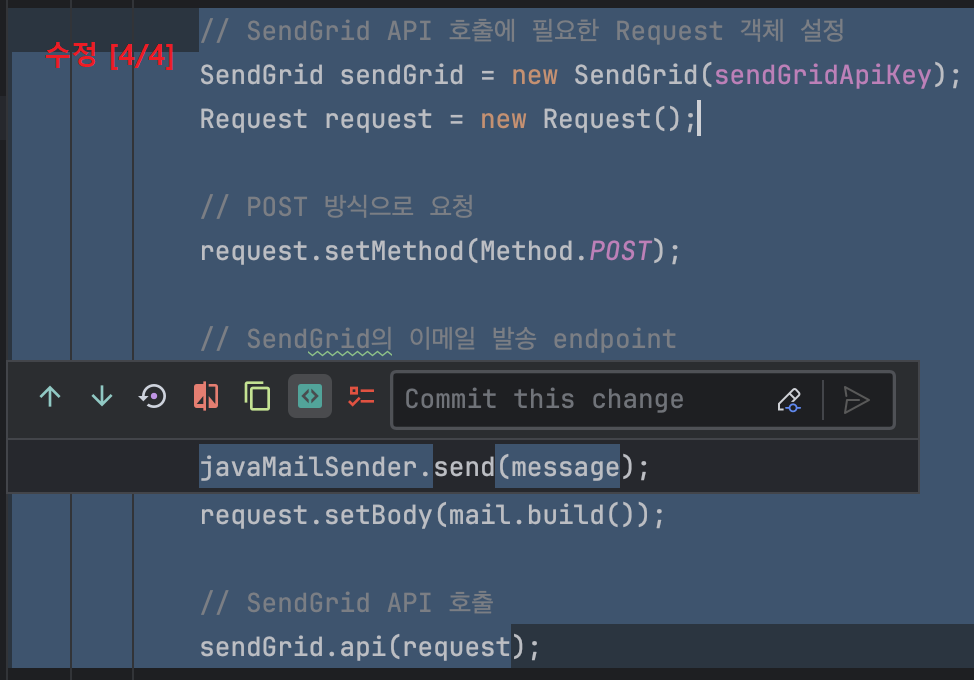 // SendGrid API 호출에 필요한 Request 객체 설정
수정 [4/4]
SendGrid sendGrid = new SendGrid(sendGridApiKey);
Request request = new Request();
// POST 방식으로 요청
request.setMethod(Method.POST);
// SendGrid의 이메일 발송 endpoint
Commit this change
javaMailSender.send(message);
request.setBody(mail.build());
// SendGrid API 호출
sendGrid.api(request);